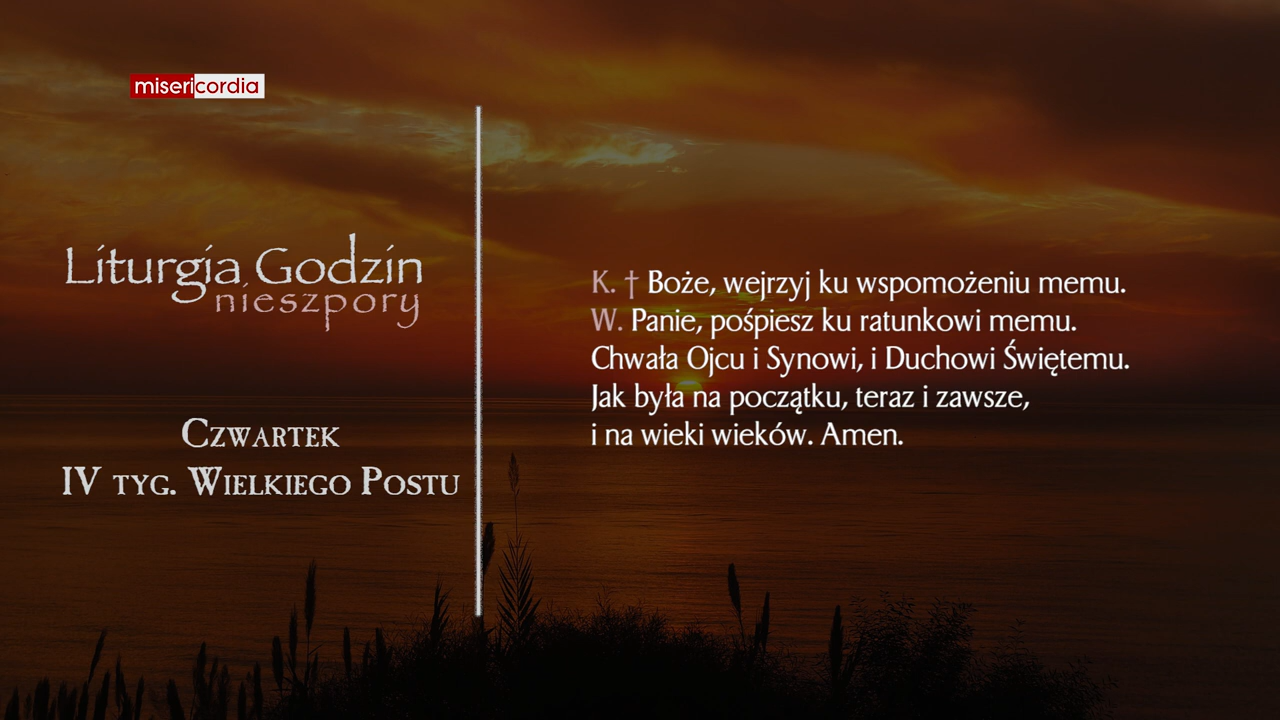 misericordia
Liturgia Godzin
nieszpory
Czwartek
IV tyg. Wielkiego Postu
K. † Boże, wejrzyj ku wspomożeniu memu.
W. Panie, pośpiesz ku ratunkowi memu.
Chwała Ojcu i Synowi, i Duchowi Świętemu.
Jak była na początku, teraz i zawsze,
i na wieki wieków. Amen.